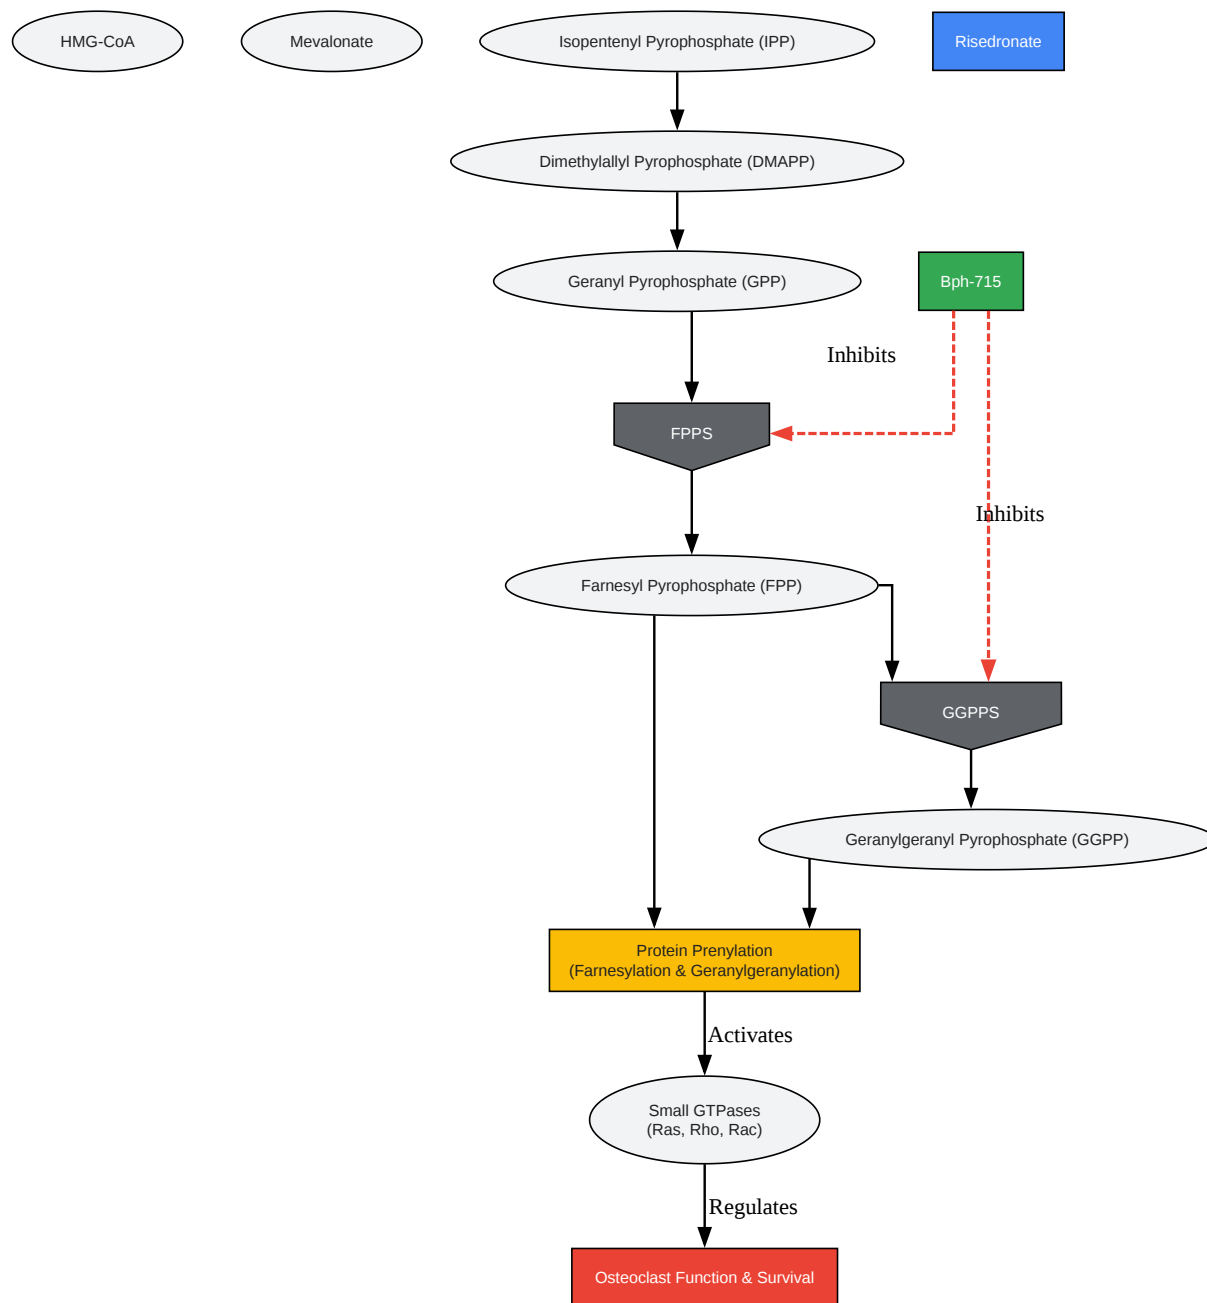 HMG-CoA
Mevalonate
Isopentenyl Pyrophosphate (IPP)
Risedronate
Dimethylallyl Pyrophosphate (DMAPP)
Geranyl Pyrophosphate (GPP)
Bph-715
Inhibits
FPPS
Inhibits
Farnesyl Pyrophosphate (FPP)
GGPPS
Geranylgeranyl Pyrophosphate (GGPP)
Protein Prenylation
(Farnesylation & Geranylgeranylation)
Activates
Small GTPases
(Ras, Rho, Rac)
Regulates
Osteoclast Function & Survival